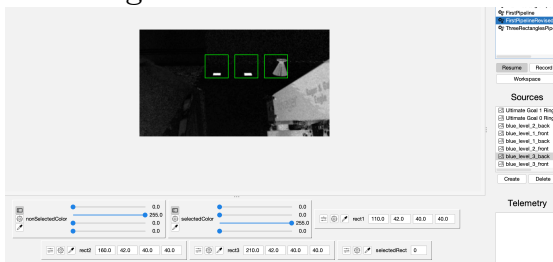 FirstPipeline
FirstPipelineRevised
ThreeRectanglesPipe
Resume Record
Workspace
Sources
Ultimate Goal 1 Ring
Ultimate Goal 0 Ring
blue_level_2_back
blue_level_1_front
blue_level_1_back
blue_level_2_front
blue_level_3_back
blue_level_3_front
Create Delete
Telemetry
nonSelectedColor 0.0 255.0 0.0 0.0
selectedColor 0.0 0.0 255.0 0.0
rect1 110.0 42.0 40.0 40.0
rect2 160.0 42.0 40.0 40.0
rect3 210.0 42.0 40.0 40.0
selectedRect 0